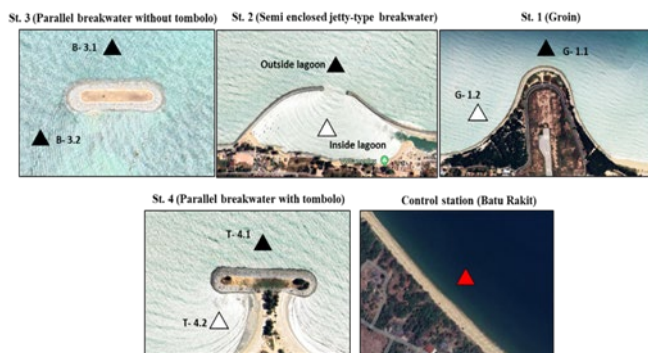 St. 3 (Parallel breakwater without tombolo)
St. 2 (Semi enclosed jetty-type breakwater)
St. 1 (Groin)
B- 3.1
B- 3.2
Outside lagoon
Inside lagoon
G- 1.1
G- 1.2
St. 4 (Parallel breakwater with tombolo)
Control station (Batu Rakit)
T- 4.1
T- 4.2